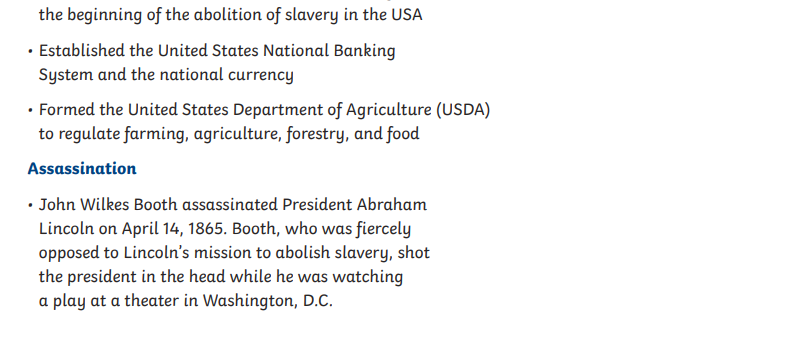 the beginning of the abolition of slavery in the USA
• Established the United States National Banking
System and the national currency
• Formed the United States Department of Agriculture (USDA)
to regulate farming, agriculture, forestry, and food
Assassination
• John Wilkes Booth assassinated President Abraham
Lincoln on April 14, 1865. Booth, who was fiercely
opposed to Lincoln’s mission to abolish slavery, shot
the president in the head while he was watching
a play at a theater in Washington, D.C.